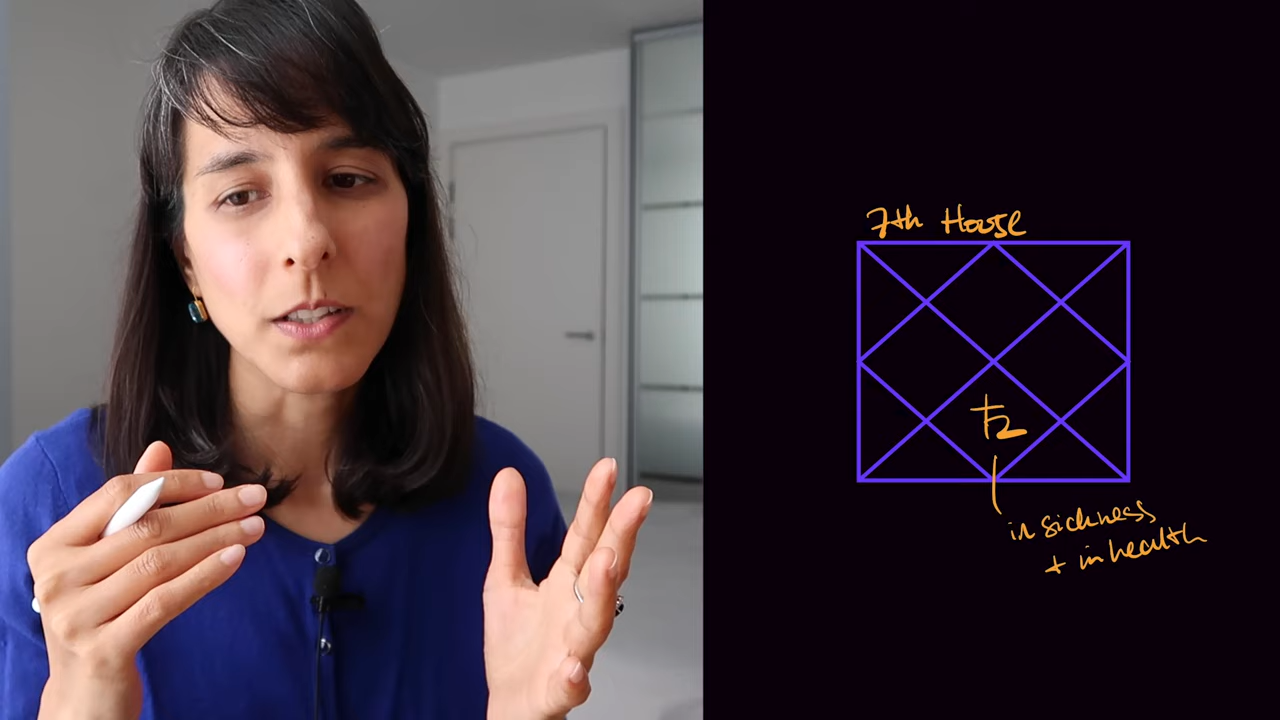 7th House
♄
in sickness
+ in health